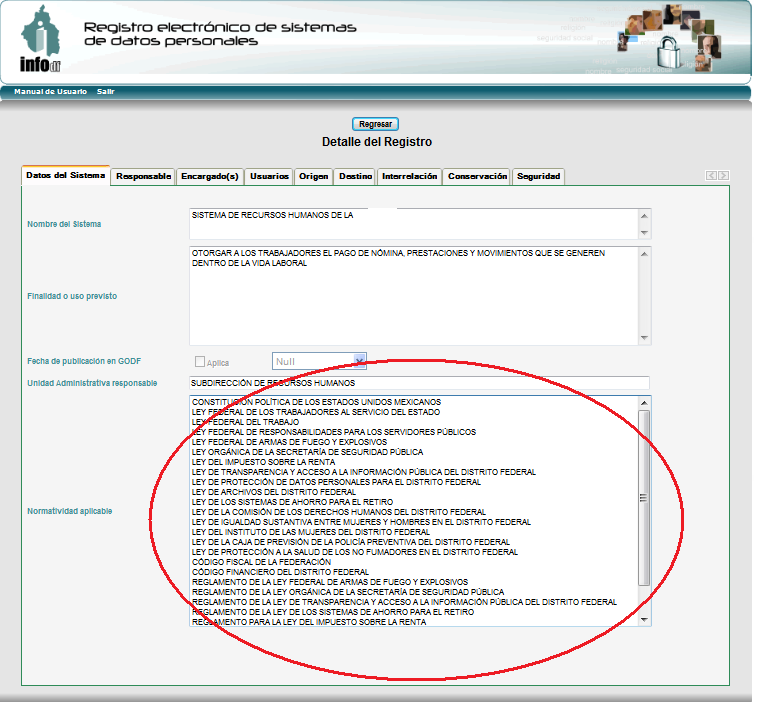 Registro electrónico de sistemas
de datos personales
info df
seguridad social
religión
nombre seguridad social
Manual de Usuario Salir
Regresar
Detalle del Registro
Datos del Sistema Responsable Encargado(s) Usuarios Origen Destino Interrelación Conservación Seguridad
Nombre del Sistema
SISTEMA DE RECURSOS HUMANOS DE LA
Finalidad o uso previsto
OTORGAR A LOS TRABAJADORES EL PAGO DE NÓMINA, PRESTACIONES Y MOVIMIENTOS QUE SE GENEREN
DENTRO DE LA VIDA LABORAL
Fecha de publicación en GODF
Aplica
Null
Unidad Administrativa responsable
SUBDIRECCIÓN DE RECURSOS HUMANOS
Normatividad aplicable
CONSTITUCIÓN POLÍTICA DE LOS ESTADOS UNIDOS MEXICANOS
LEY FEDERAL DE LOS TRABAJADORES AL SERVICIO DEL ESTADO
LEY FEDERAL DEL TRABAJO
LEY FEDERAL DE RESPONSABILIDADES PARA LOS SERVIDORES PÚBLICOS
LEY FEDERAL DE ARMAS DE FUEGO Y EXPLOSIVOS
LEY ORGÁNICA DE LA SECRETARÍA DE SEGURIDAD PÚBLICA
LEY DEL IMPUESTO SOBRE LA RENTA
LEY DE TRANSPARENCIA Y ACCESO A LA INFORMACIÓN PÚBLICA DEL DISTRITO FEDERAL
LEY DE PROTECCIÓN DE DATOS PERSONALES PARA EL DISTRITO FEDERAL
LEY DE ARCHIVOS DEL DISTRITO FEDERAL
LEY DE LOS SISTEMAS DE AHORRO PARA EL RETIRO
LEY DE LA COMISIÓN DE LOS DERECHOS HUMANOS DEL DISTRITO FEDERAL
LEY DE IGUALDAD SUSTANTIVA ENTRE MUJERES Y HOMBRES EN EL DISTRITO FEDERAL
LEY DEL INSTITUTO DE LAS MUJERES DEL DISTRITO FEDERAL
LEY DE LA CAJA DE PREVISIÓN DE LA POLICÍA PREVENTIVA DEL DISTRITO FEDERAL
LEY DE PROTECCIÓN A LA SALUD DE LOS NO FUMADORES EN EL DISTRITO FEDERAL
CÓDIGO FISCAL DE LA FEDERACIÓN
CÓDIGO FINANCIERO DEL DISTRITO FEDERAL
REGLAMENTO DE LA LEY FEDERAL DE ARMAS DE FUEGO Y EXPLOSIVOS
REGLAMENTO DE LA LEY ORGÁNICA DE LA SECRETARÍA DE SEGURIDAD PÚBLICA
REGLAMENTO DE LA LEY DE TRANSPARENCIA Y ACCESO A LA INFORMACIÓN PÚBLICA DEL DISTRITO FEDERAL
REGLAMENTO DE LA LEY DE LOS SISTEMAS DE AHORRO PARA EL RETIRO
REGLAMENTO PARA LA LEY DEL IMPUESTO SOBRE LA RENTA